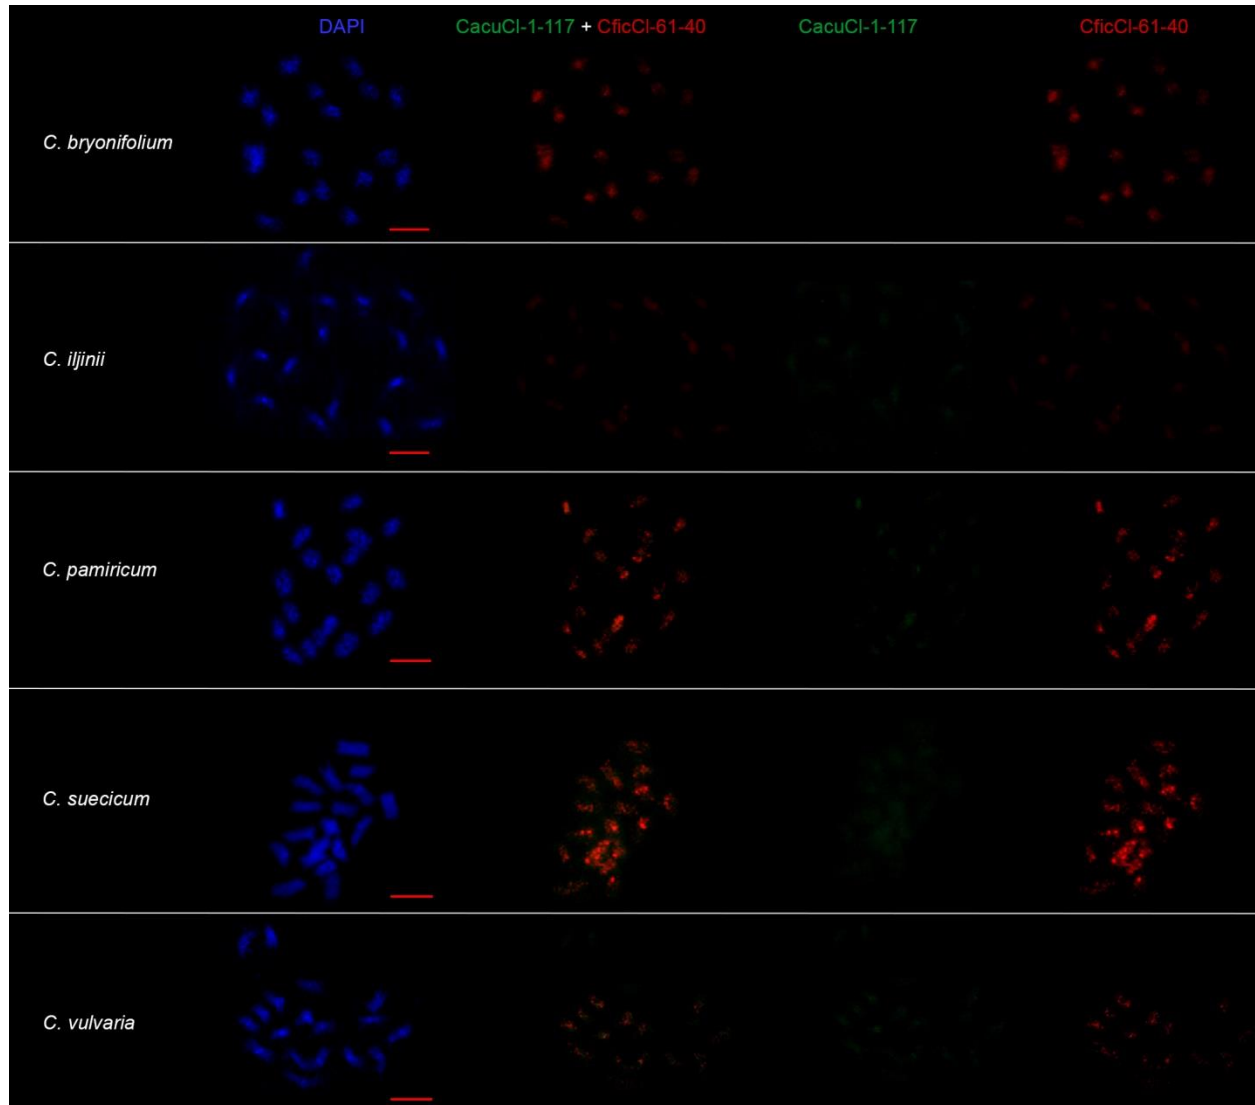 DAPI CacuCl-1-117 + CficCl-61-40 CacuCl-1-117 CficCl-61-40
C. bryonifolium
C. iljinii
C. pamiricum
C. suecicum
C. vulvaria